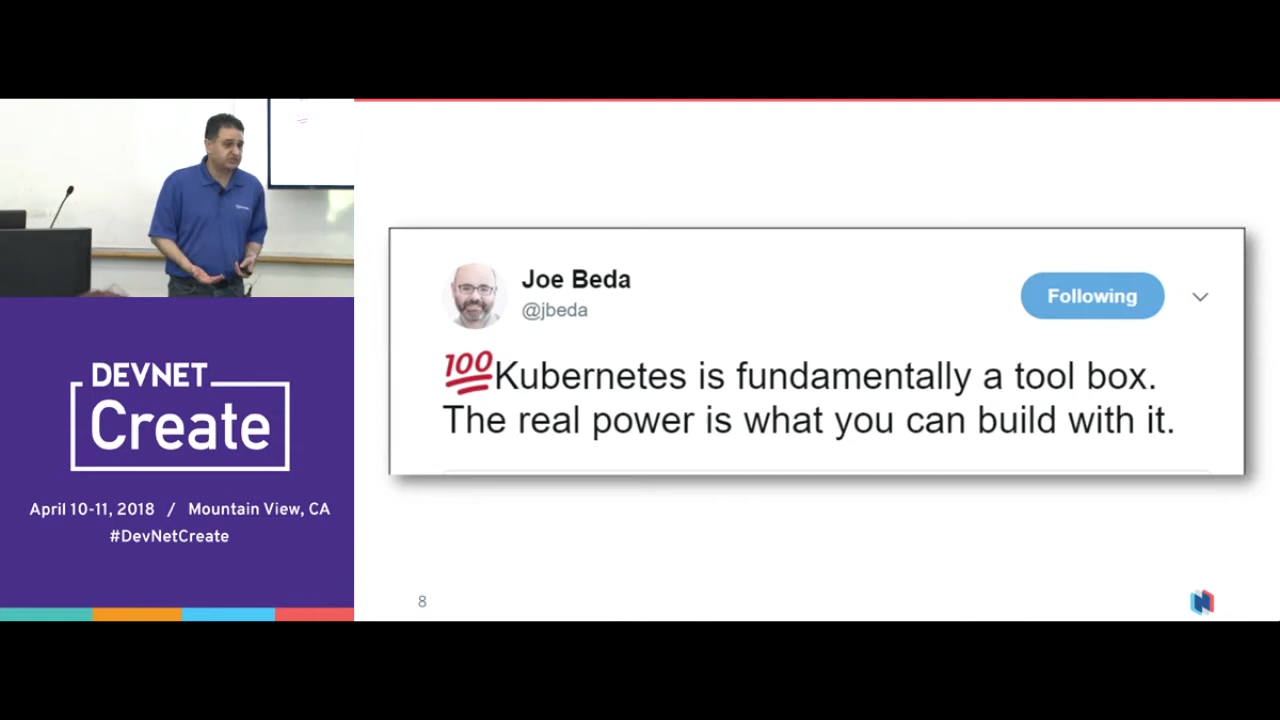 DEVNET
Create
April 10-11, 2018 / Mountain View, CA
#DevNetCreate
Joe Beda
@jbeda
Following
💯Kubernetes is fundamentally a tool box.
The real power is what you can build with it.
8